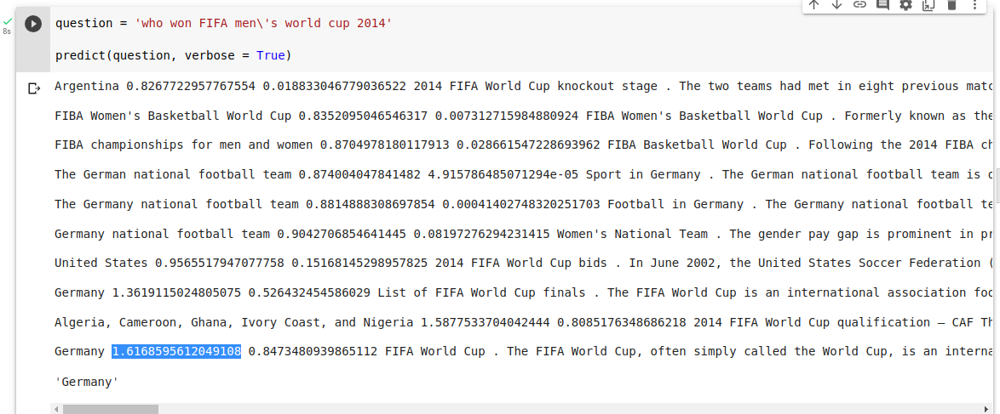 question = 'who won FIFA men\'s world cup 2014'
8s
predict(question, verbose = True)
Argentina 0.8267722957767554 0.018833046779036522 2014 FIFA World Cup knockout stage . The two teams had met in eight previous matc
FIBA Women's Basketball World Cup 0.8352095046546317 0.007312715984880924 FIBA Women's Basketball World Cup . Formerly known as the
FIBA championships for men and women 0.8704978180117913 0.028661547228693962 FIBA Basketball World Cup . Following the 2014 FIBA ch
The German national football team 0.874004047841482 4.915786485071294e-05 Sport in Germany . The German national football team is c
The Germany national football team 0.8814888308697854 0.00041402748320251703 Football in Germany . The Germany national football te
Germany national football team 0.9042706854641445 0.08197276294231415 Women's National Team . The gender pay gap is prominent in pr
United States 0.9565517947077758 0.15168145298957825 2014 FIFA World Cup bids . In June 2002, the United States Soccer Federation (
Germany 1.3619115024805075 0.526432454586029 List of FIFA World Cup finals . The FIFA World Cup is an international association foo
Algeria, Cameroon, Ghana, Ivory Coast, and Nigeria 1.5877533704042444 0.8085176348686218 2014 FIFA World Cup qualification – CAF Th
Germany 1.6168595612049108 0.8473480939865112 FIFA World Cup . The FIFA World Cup, often simply called the World Cup, is an interna
'Germany'